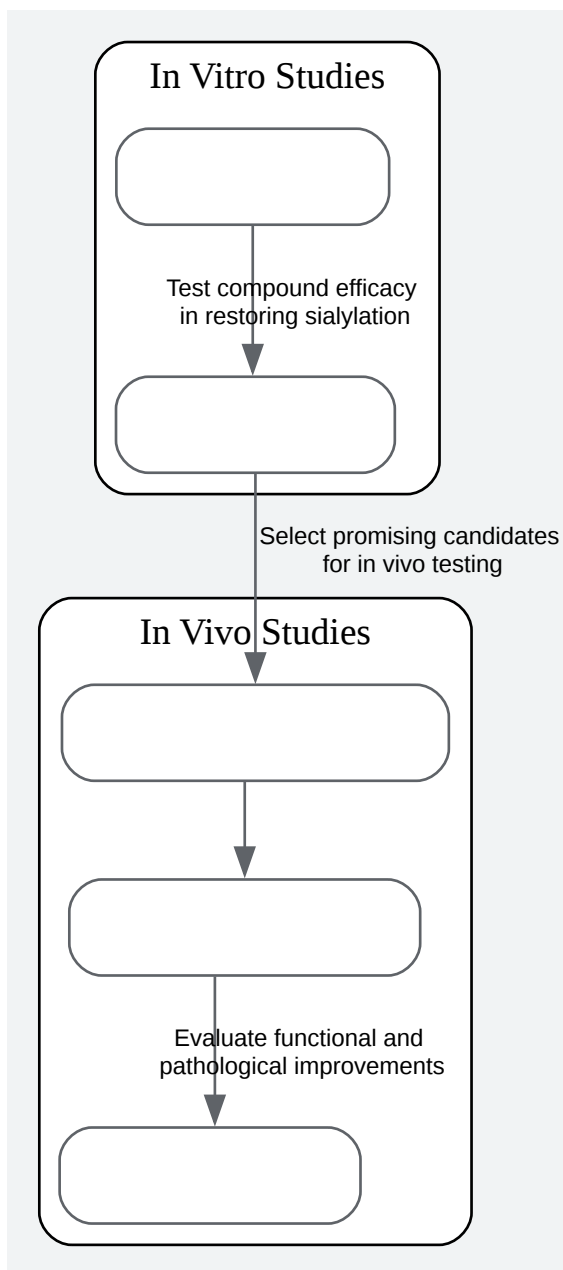 In Vitro Studies
Test compound efficacy
in restoring sialylation
Select promising candidates
for in vivo testing
In Vivo Studies
Evaluate functional and
pathological improvements